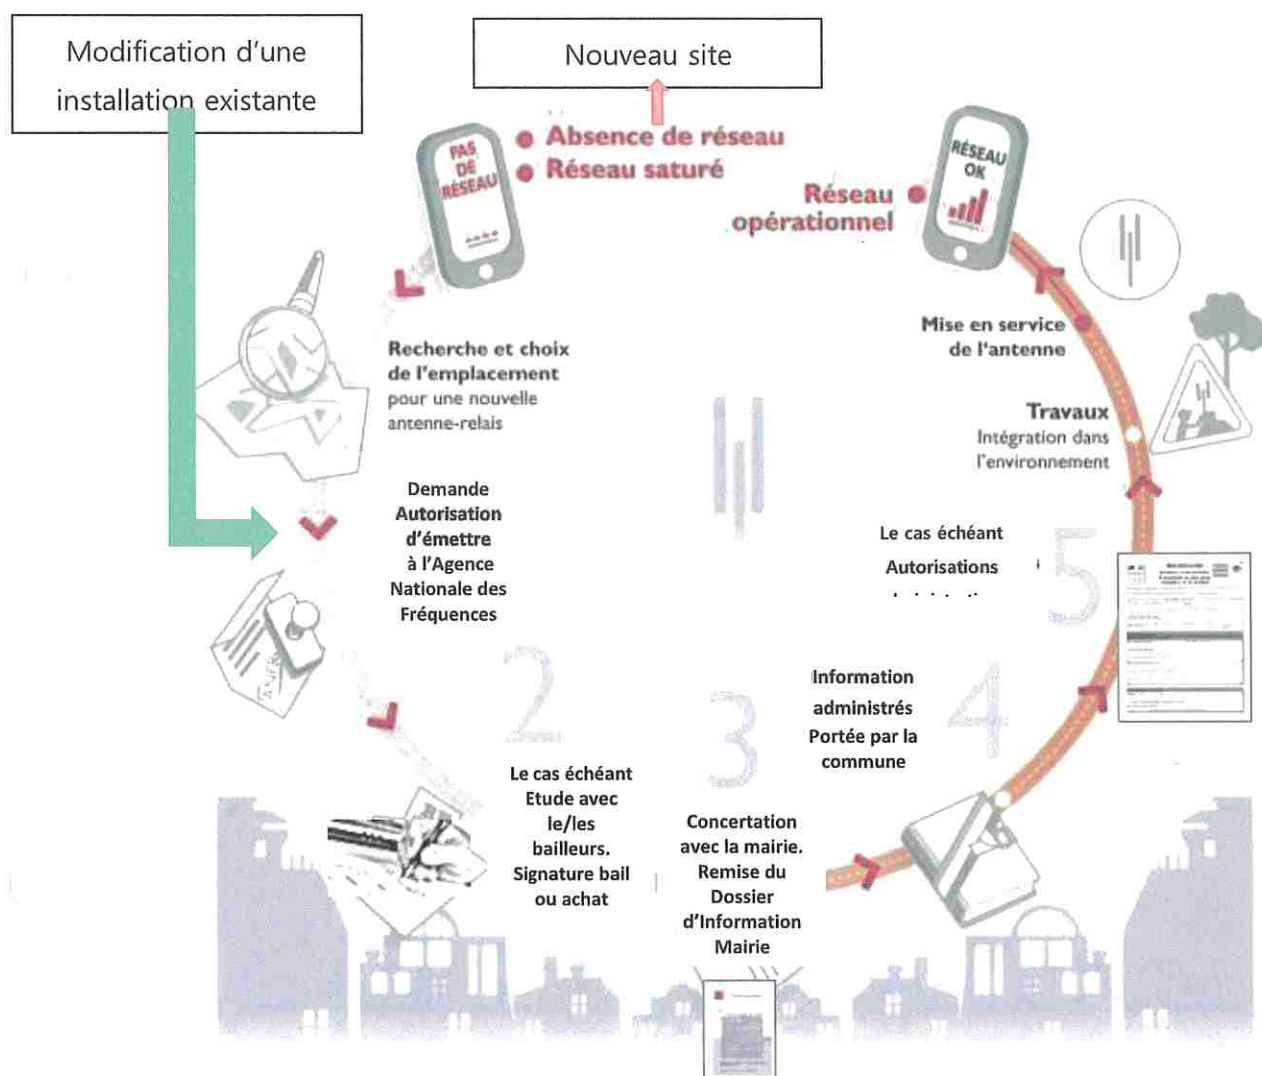 Modification d’une
installation existante
Nouveau site
PAS
DE
RÉSEAU
Absence de réseau
Réseau saturé
RÉSEAU
OK
Réseau
opérationnel
Recherche et choix
de l'emplacement
pour une nouvelle
antenne-relais
Mise en service
de l'antenne
Travaux
Intégration dans
l'environnement
Demande
Autorisation
d’émettre
à l’Agence
Nationale des
Fréquences
Le cas échéant
Autorisations
5
ANFR
2
Information
administrés
Portée par la
commune
4
3
Le cas échéant
Etude avec
le/les
bailleurs.
Signature bail
ou achat
Concertation
avec la mairie.
Remise du
Dossier
d’Information
Mairie